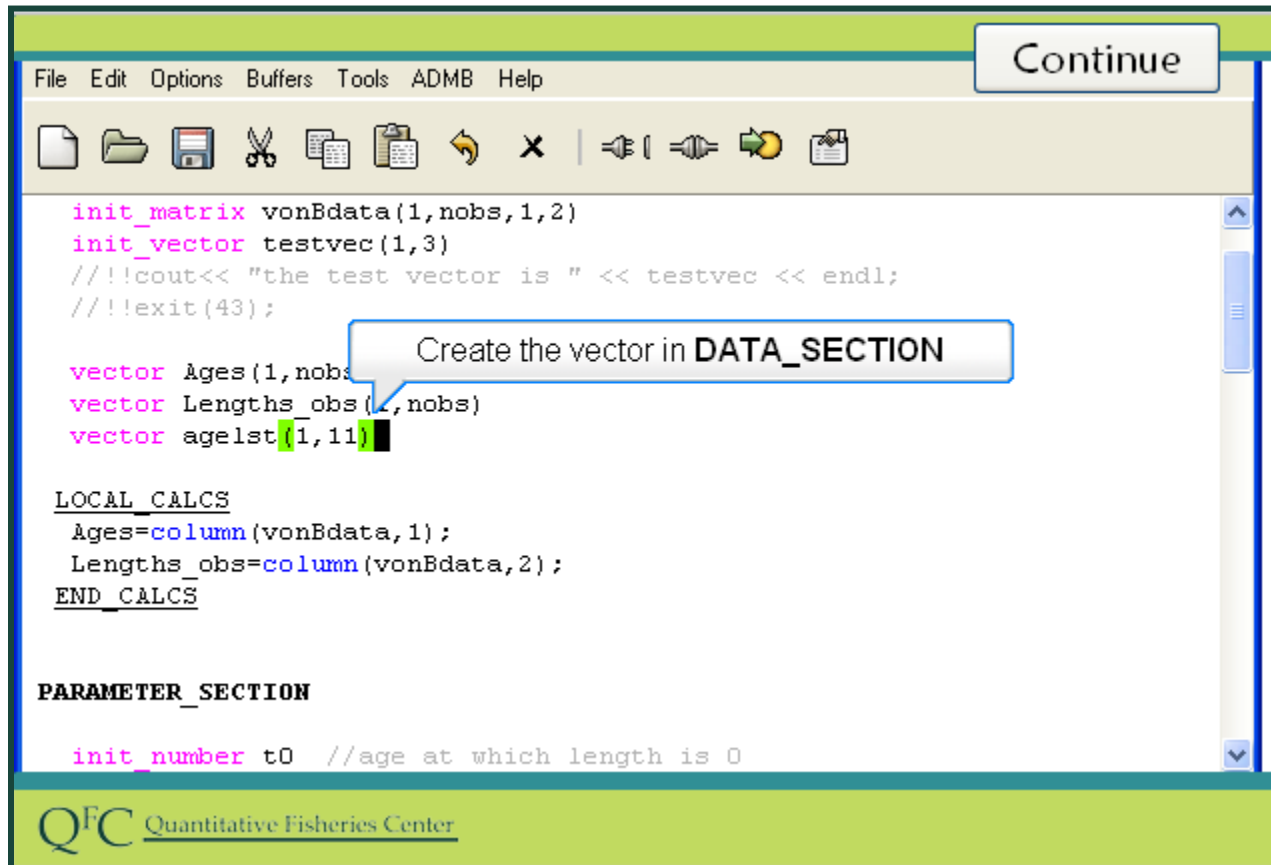 Continue
File Edit Options Buffers Tools ADMB Help
init_matrix vonBdata(1,nobs,1,2)
init_vector testvec(1,3)
//!!cout<< "the test vector is " << testvec << endl;
//!!exit(43);
Create the vector in DATA_SECTION
vector Ages(1,nobs
vector Lengths_obs(1,nobs)
vector agelst(1,11)
LOCAL_CALCS
Ages=column(vonBdata,1);
Lengths_obs=column(vonBdata,2);
END_CALCS
PARAMETER_SECTION
init_number t0 //age at which length is 0
QFC Quantitative Fisheries Center